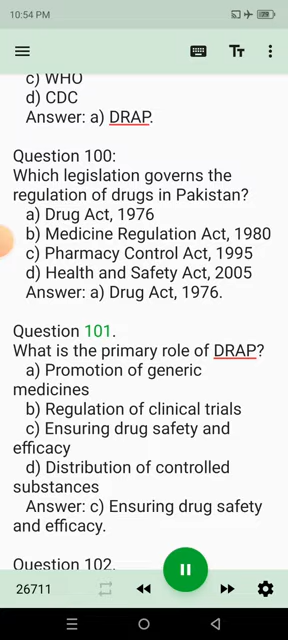 10:54 PM
c) WHO
d) CDC
Answer: a) DRAP.
Question 100:
Which legislation governs the
regulation of drugs in Pakistan?
a) Drug Act, 1976
b) Medicine Regulation Act, 1980
c) Pharmacy Control Act, 1995
d) Health and Safety Act, 2005
Answer: a) Drug Act, 1976.
Question 101.
What is the primary role of DRAP?
a) Promotion of generic
medicines
b) Regulation of clinical trials
c) Ensuring drug safety and
efficacy
d) Distribution of controlled
substances
Answer: c) Ensuring drug safety
and efficacy.
Question 102.
26711